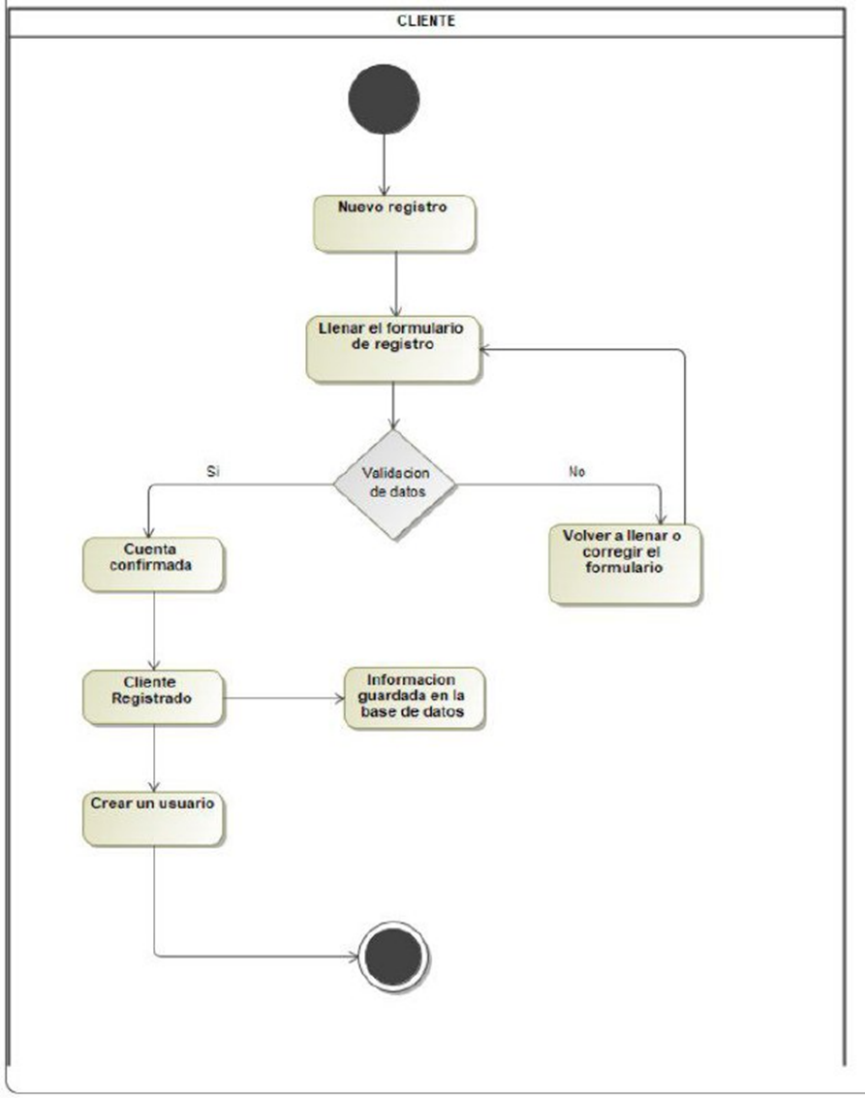 CLIENTE
Nuevo registro
Llenar el formulario
de registro
Validacion
de datos
Si
No
Cuenta
confirmada
Volver a llenar o
corregir el
formulario
Cliente
Registrado
Informacion
guardada en la
base de datos
Crear un usuario